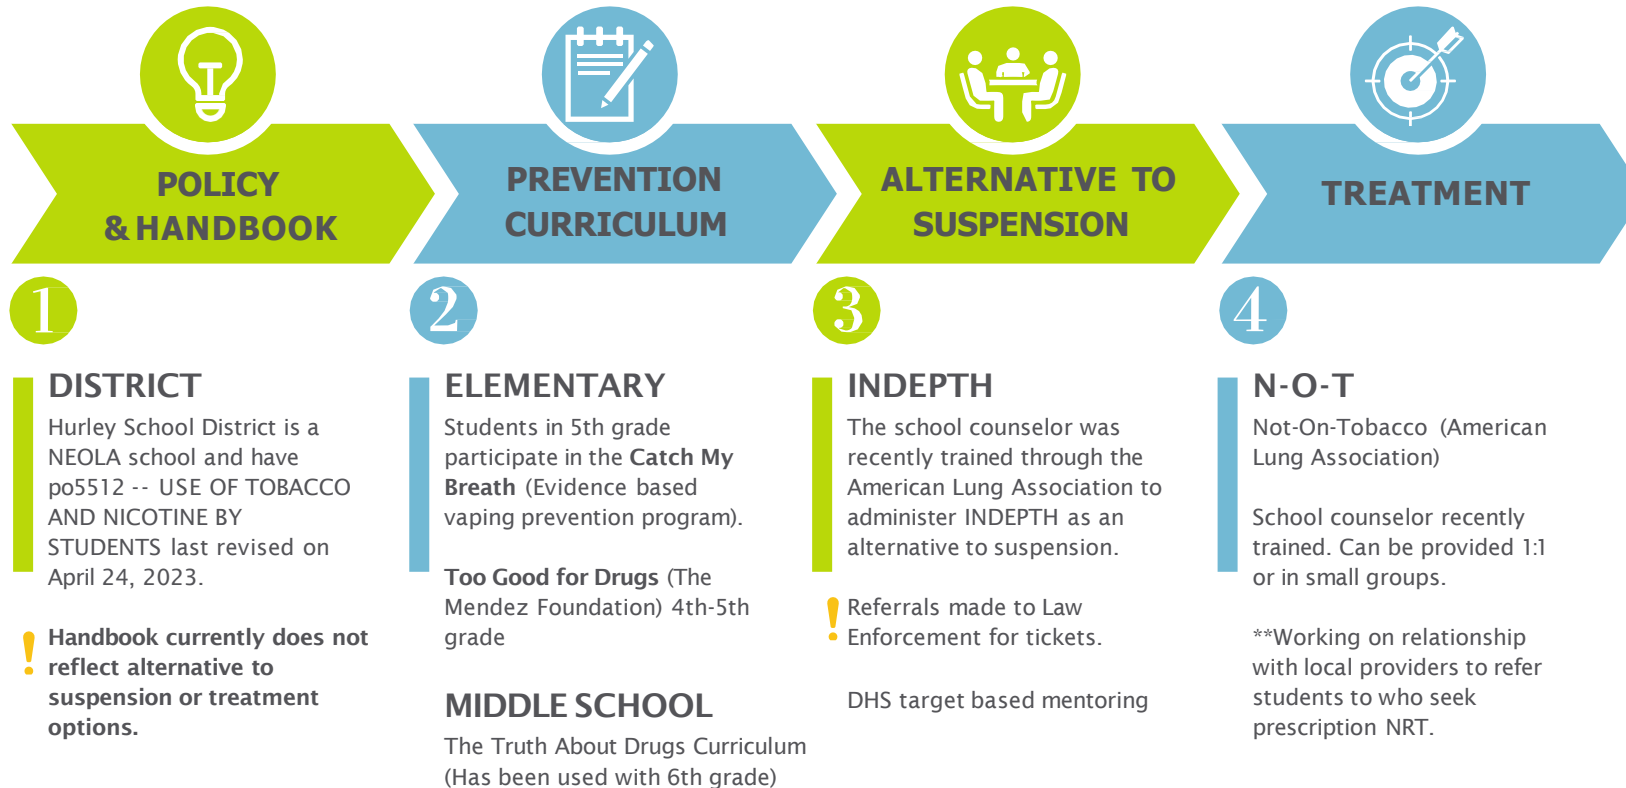 POLICY
& HANDBOOK
PREVENTION
CURRICULUM
ALTERNATIVE TO
SUSPENSION
TREATMENT
1
DISTRICT
Hurley School District is a
NEOLA school and have
po5512 -- USE OF TOBACCO
AND NICOTINE BY
STUDENTS last revised on
April 24, 2023.
! Handbook currently does not
reflect alternative to
suspension or treatment
options.
2
ELEMENTARY
Students in 5th grade
participate in the Catch My
Breath (Evidence based
vaping prevention program).
Too Good for Drugs (The
Mendez Foundation) 4th-5th
grade
MIDDLE SCHOOL
The Truth About Drugs Curriculum
(Has been used with 6th grade)
3
INDEPTH
The school counselor was
recently trained through the
American Lung Association to
administer INDEPTH as an
alternative to suspension.
! Referrals made to Law
Enforcement for tickets.
DHS target based mentoring
4
N-O-T
Not-On-Tobacco (American
Lung Association)
School counselor recently
trained. Can be provided 1:1
or in small groups.
**Working on relationship
with local providers to refer
students to who seek
prescription NRT.